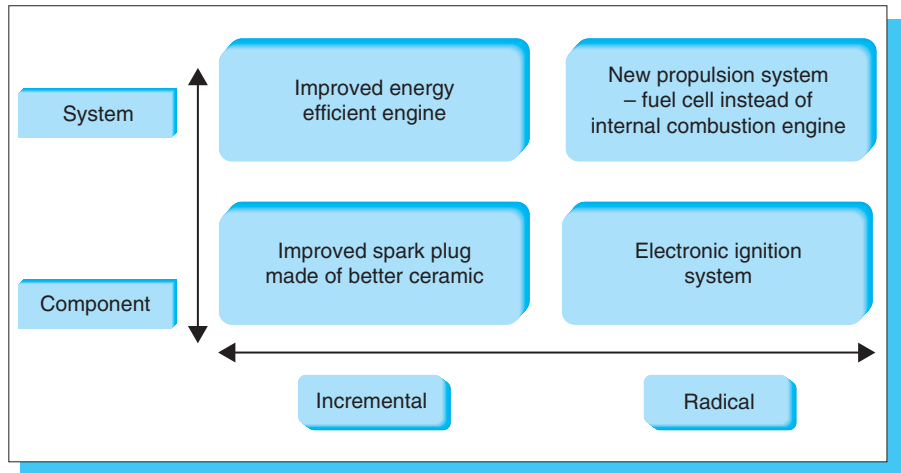 System
Improved energy
efficient engine
New propulsion system
– fuel cell instead of
internal combustion engine
Component
Improved spark plug
made of better ceramic
Electronic ignition
system
Incremental
Radical